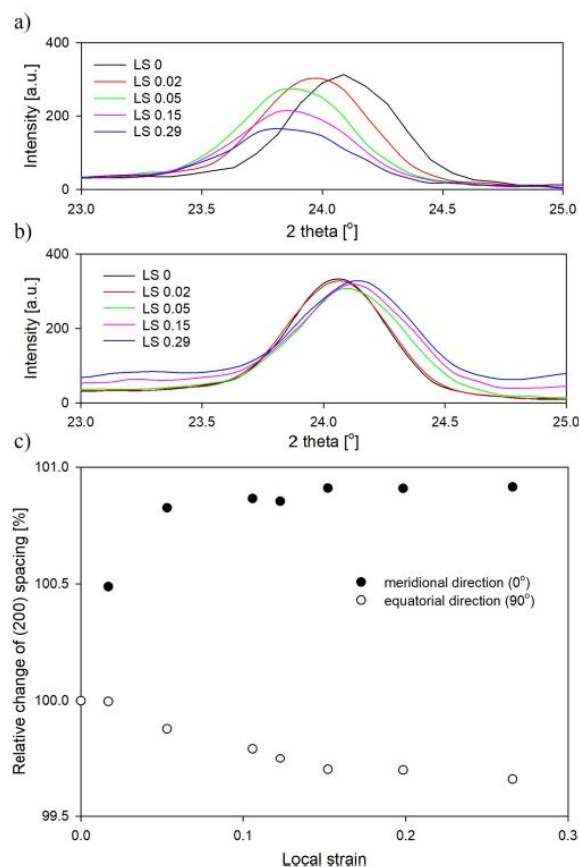 a)
400
LS 0
LS 0.02
LS 0.05
LS 0.15
LS 0.29
200
0
Intensity [a.u.]
23.0 23.5 24.0 24.5 25.0
2 theta [°]
b)
400
LS 0
LS 0.02
LS 0.05
LS 0.15
LS 0.29
200
0
Intensity [a.u.]
23.0 23.5 24.0 24.5 25.0
2 theta [°]
c)
101.0
100.5
100.0
99.5
Relative change of (200) spacing [%]
meridional direction (0°)
equatorial direction (90°)
0.0 0.1 0.2 0.3
Local strain